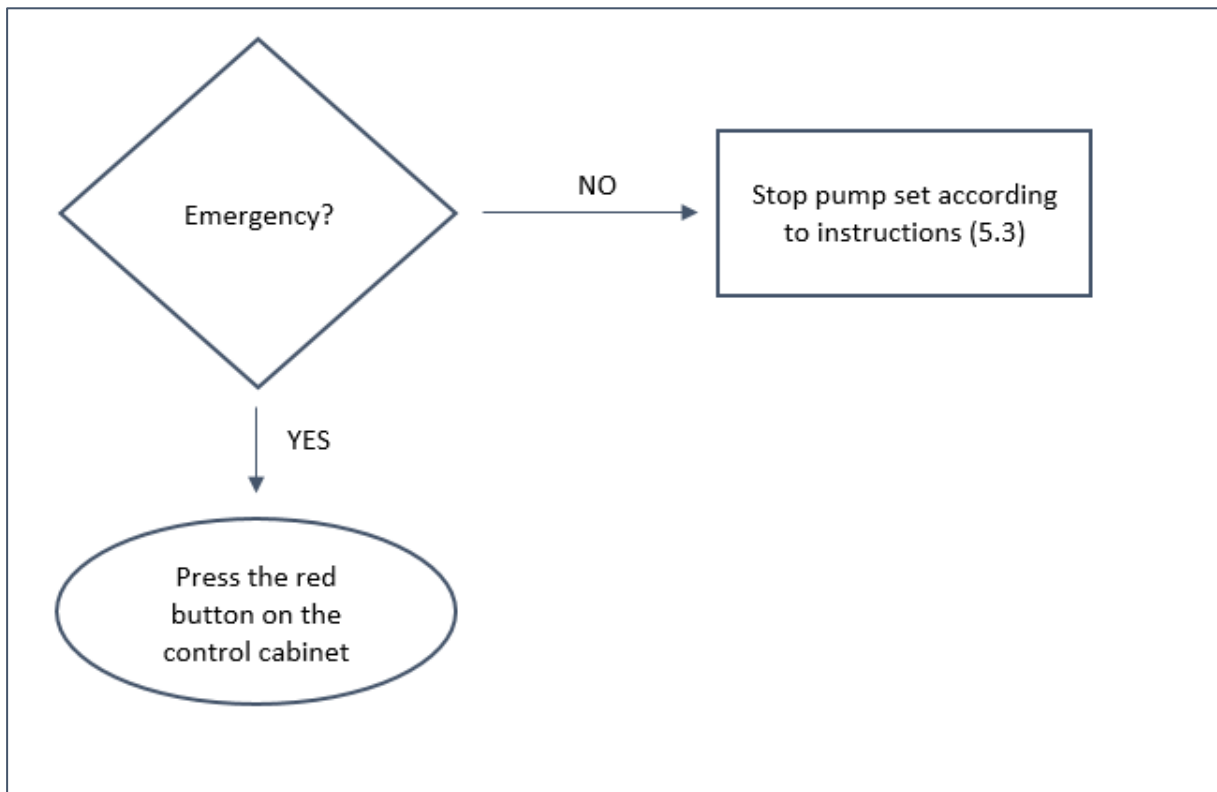 Emergency?
NO
Stop pump set according
to instructions (5.3)
YES
Press the red
button on the
control cabinet